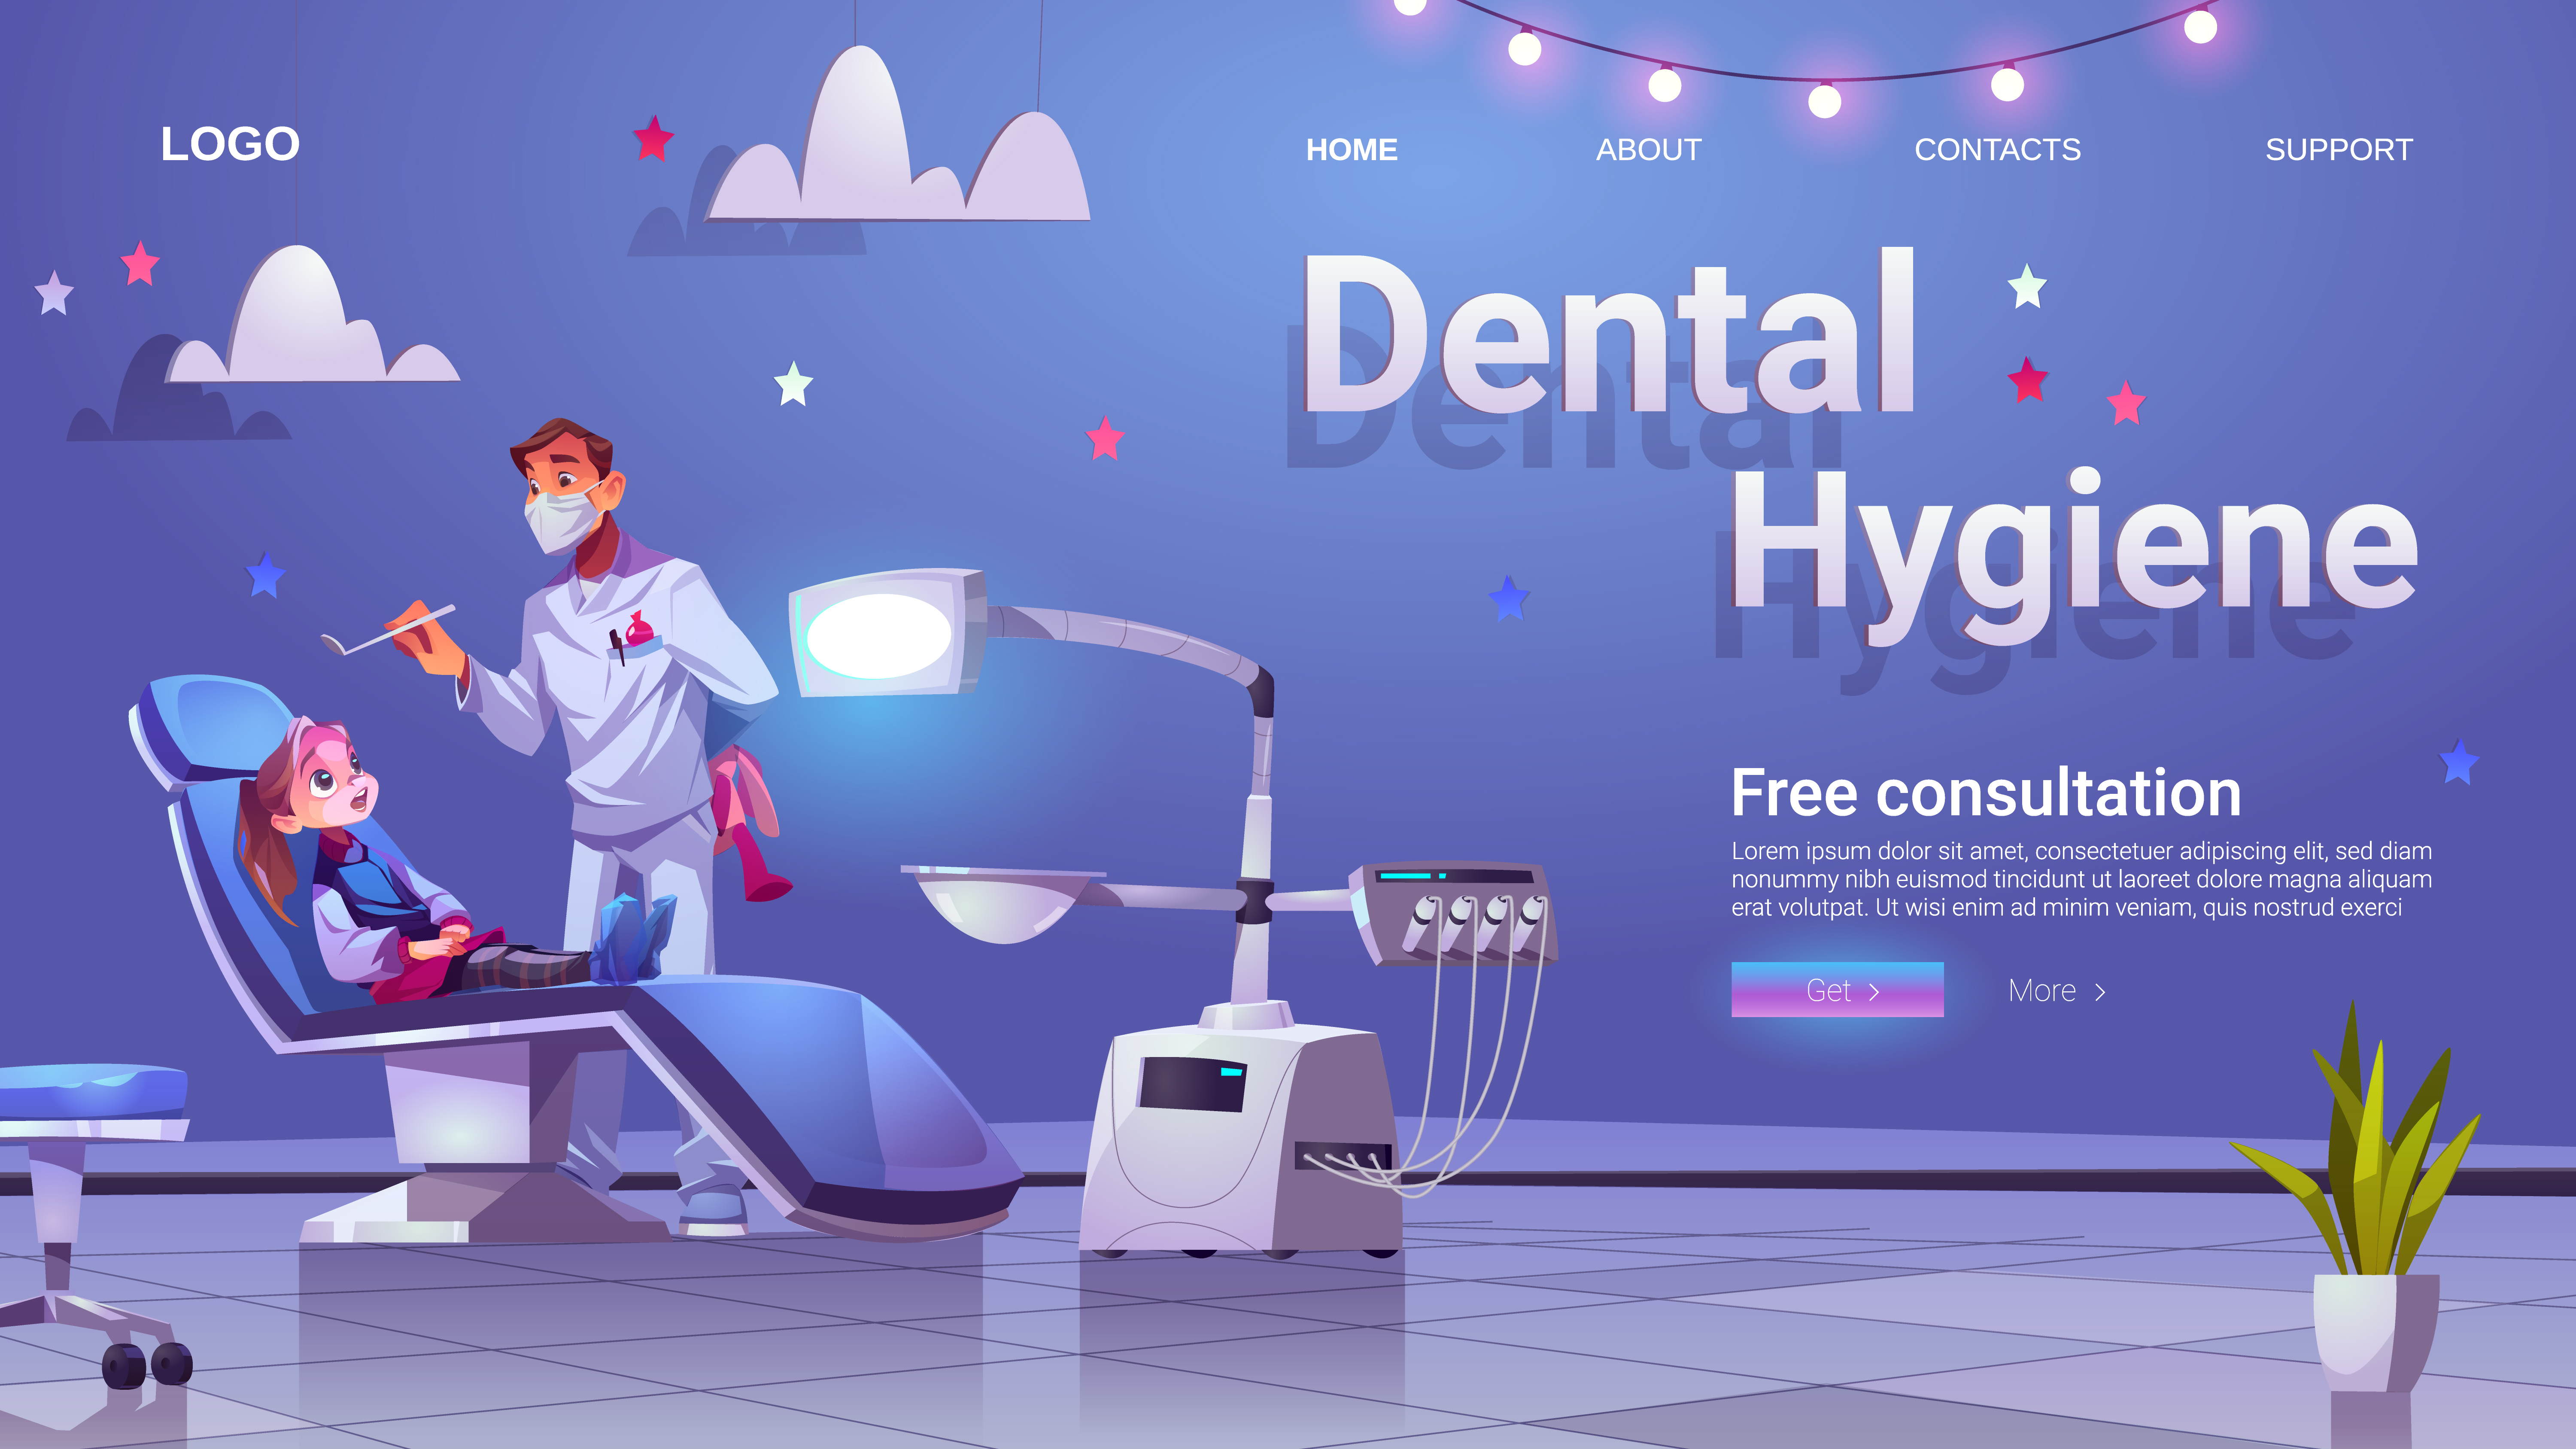 LOGO
HOME ABOUT CONTACTS SUPPORT
Dental
Hygiene
Free consultation
Lorem ipsum dolor sit amet, consectetuer adipiscing elit, sed diam
nonummy nibh euismod tincidunt ut laoreet dolore magna aliquam
erat volutpat. Ut wisi enim ad minim veniam, quis nostrud exerci
Get > More >